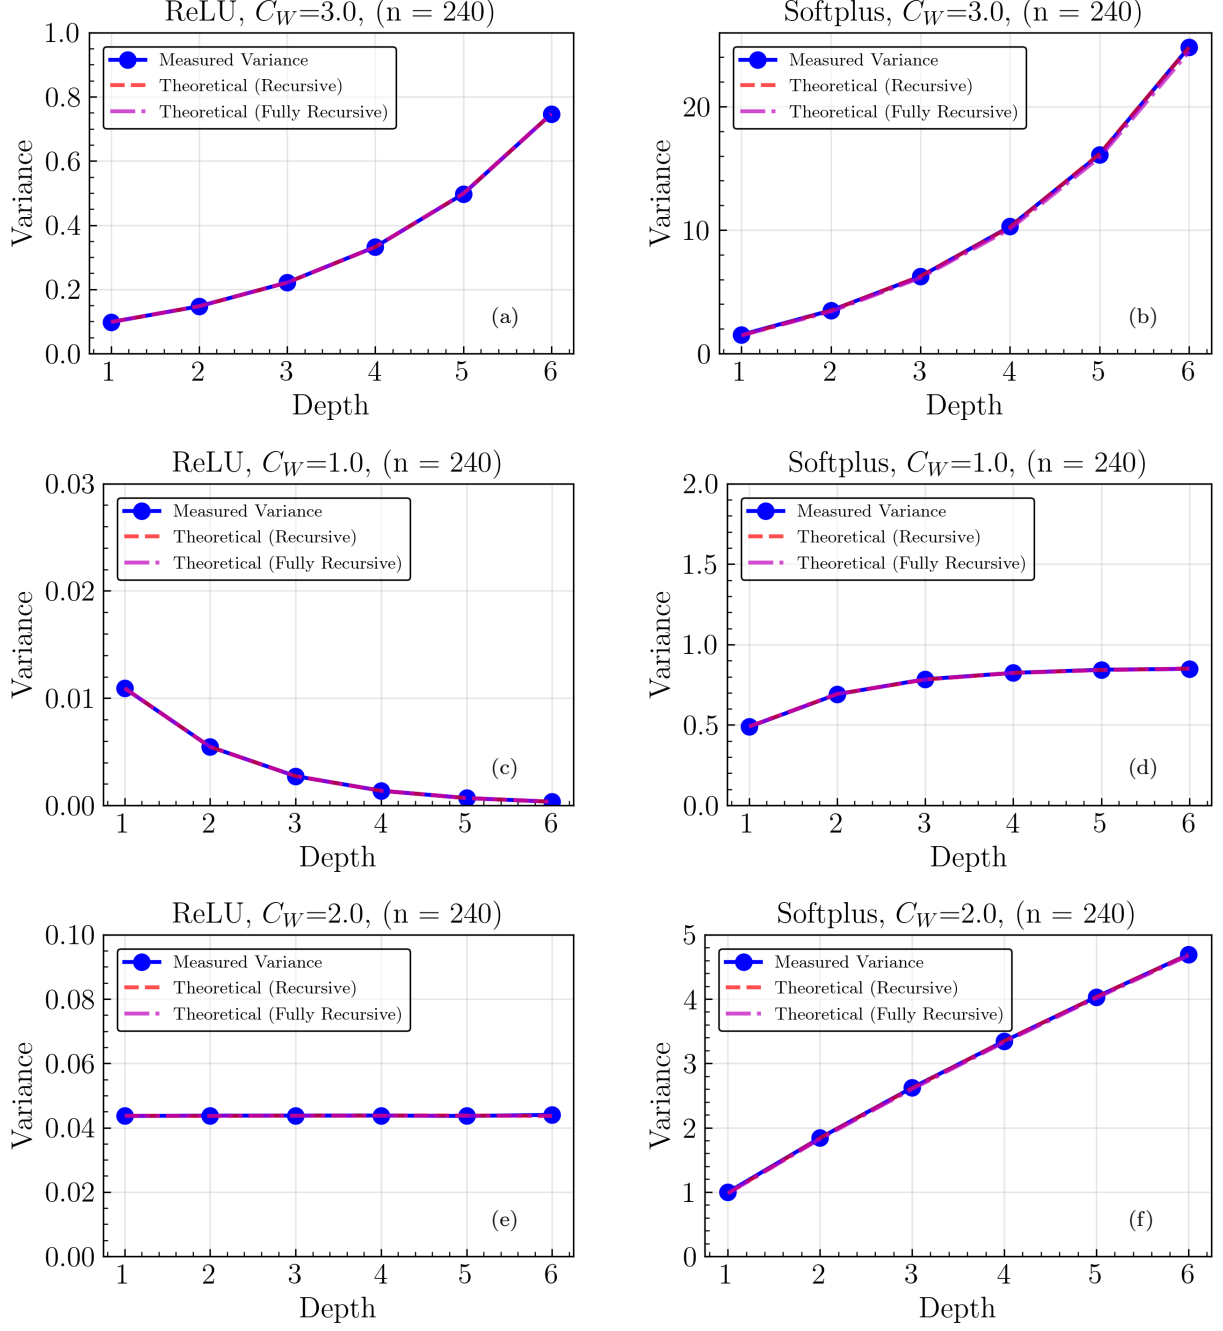 ReLU, C_W=3.0, (n = 240)
Variance
1.0
0.8
0.6
0.4
0.2
0.0
Measured Variance
Theoretical (Recursive)
Theoretical (Fully Recursive)
(a)
1 2 3 4 5 6
Depth
Softplus, C_W=3.0, (n = 240)
Variance
20
10
0
Measured Variance
Theoretical (Recursive)
Theoretical (Fully Recursive)
(b)
1 2 3 4 5 6
Depth
ReLU, C_W=1.0, (n = 240)
Variance
0.03
0.02
0.01
0.00
Measured Variance
Theoretical (Recursive)
Theoretical (Fully Recursive)
(c)
1 2 3 4 5 6
Depth
Softplus, C_W=1.0, (n = 240)
Variance
2.0
1.5
1.0
0.5
0.0
Measured Variance
Theoretical (Recursive)
Theoretical (Fully Recursive)
(d)
1 2 3 4 5 6
Depth
ReLU, C_W=2.0, (n = 240)
Variance
0.10
0.08
0.06
0.04
0.02
0.00
Measured Variance
Theoretical (Recursive)
Theoretical (Fully Recursive)
(e)
1 2 3 4 5 6
Depth
Softplus, C_W=2.0, (n = 240)
Variance
5
4
3
2
1
0
Measured Variance
Theoretical (Recursive)
Theoretical (Fully Recursive)
(f)
1 2 3 4 5 6
Depth